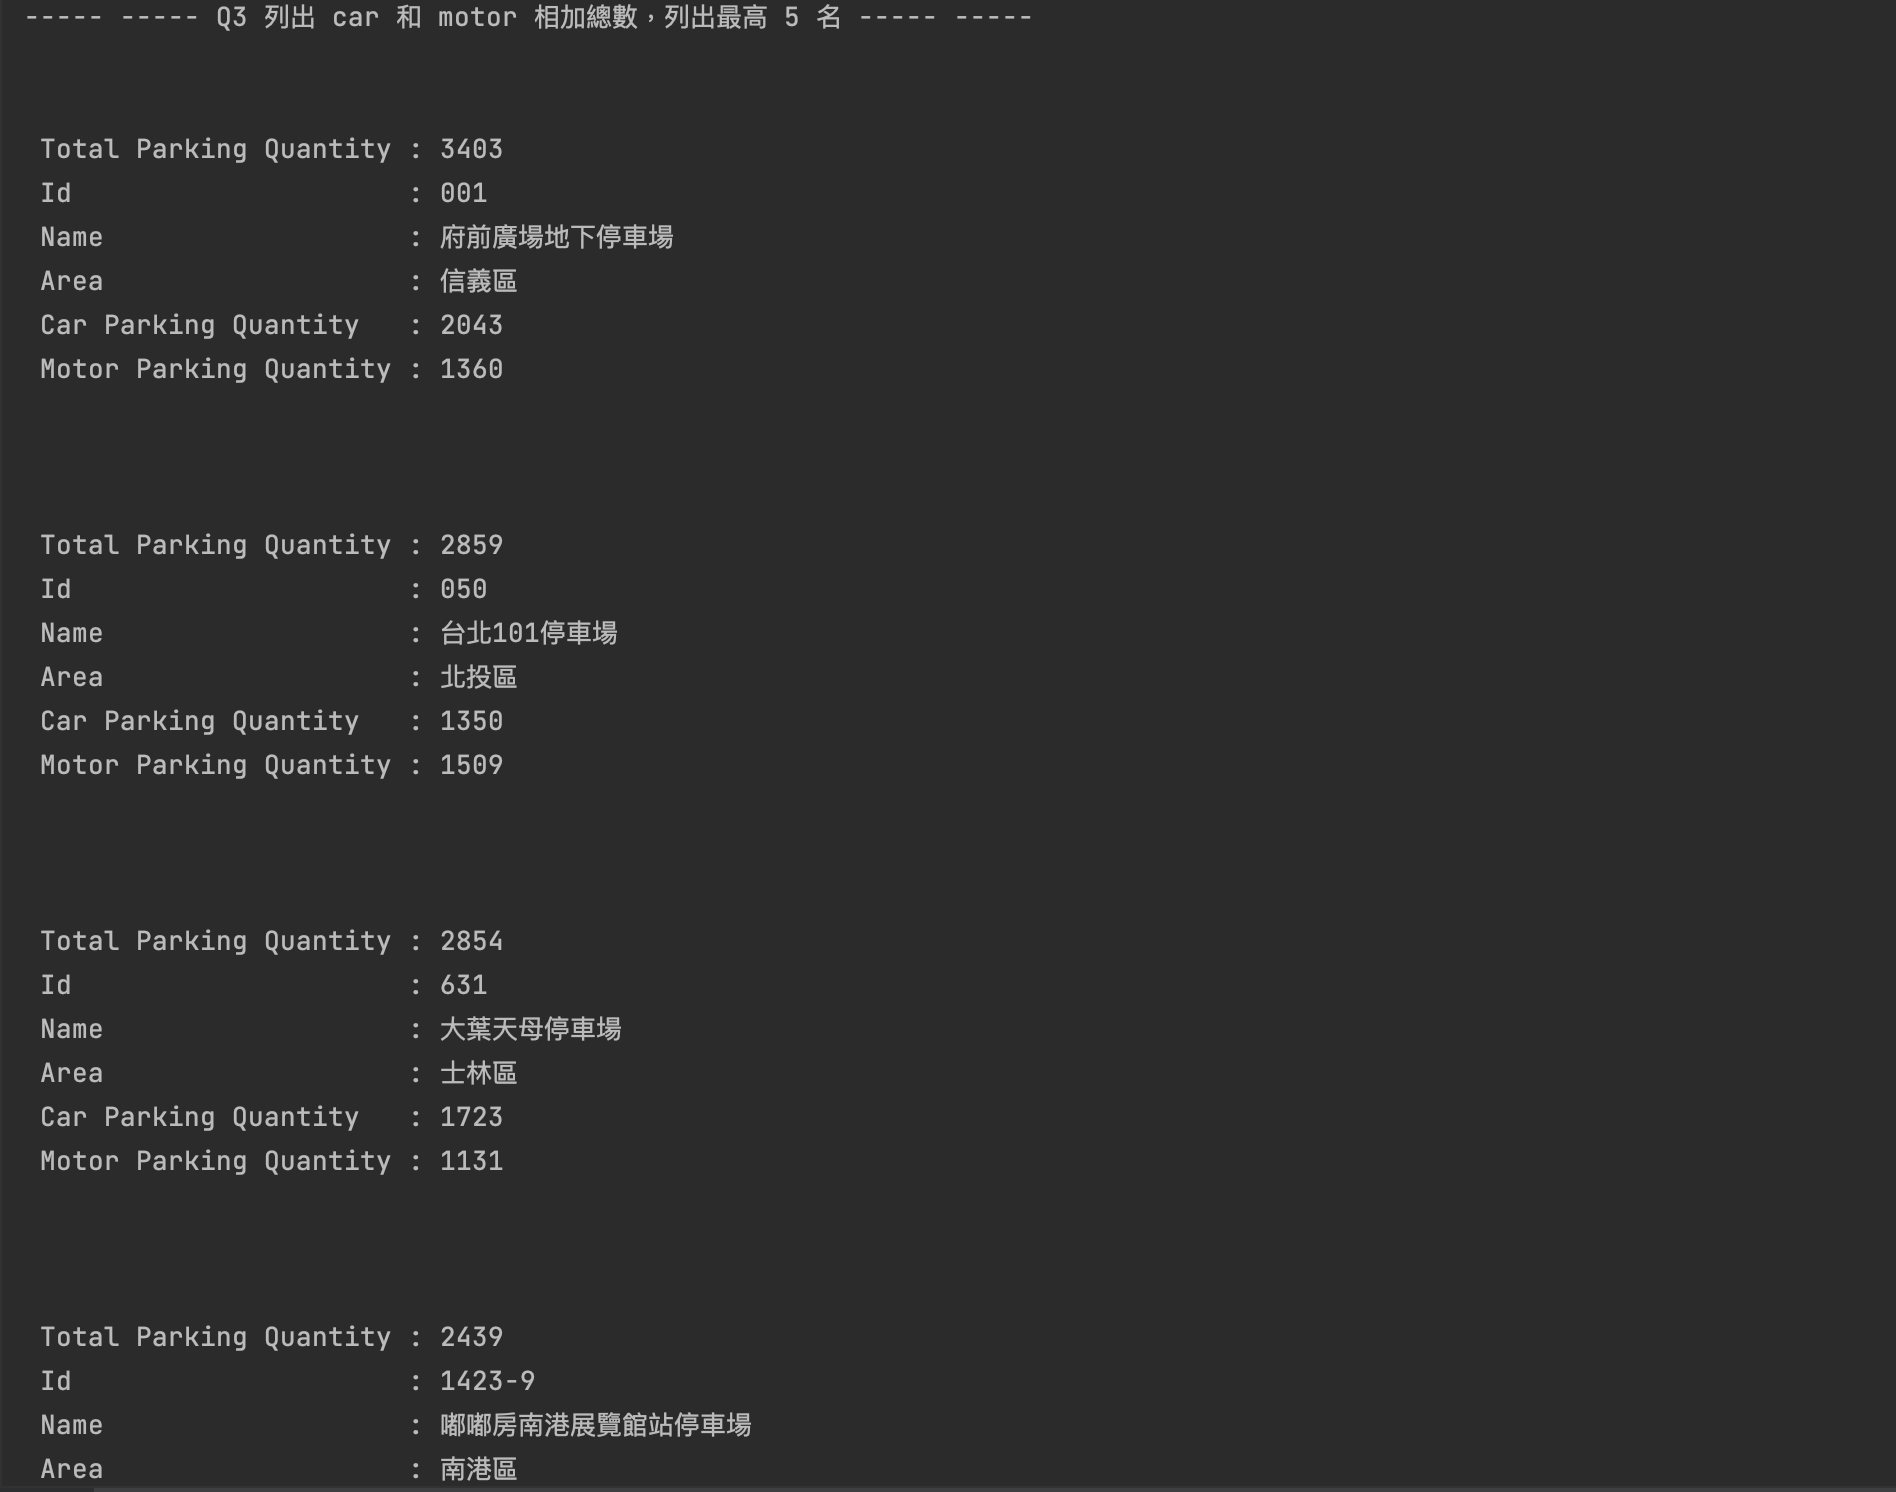 ----- ----- Q3 列出 car 和 motor 相加總數，列出最高 5 名 ----- -----
Total Parking Quantity : 3403
Id                     : 001
Name                   : 府前廣場地下停車場
Area                   : 信義區
Car Parking Quantity   : 2043
Motor Parking Quantity : 1360
Total Parking Quantity : 2859
Id                     : 050
Name                   : 台北101停車場
Area                   : 北投區
Car Parking Quantity   : 1350
Motor Parking Quantity : 1509
Total Parking Quantity : 2854
Id                     : 631
Name                   : 大葉天母停車場
Area                   : 士林區
Car Parking Quantity   : 1723
Motor Parking Quantity : 1131
Total Parking Quantity : 2439
Id                     : 1423-9
Name                   : 嘟嘟房南港展覽館站停車場
Area                   : 南港區